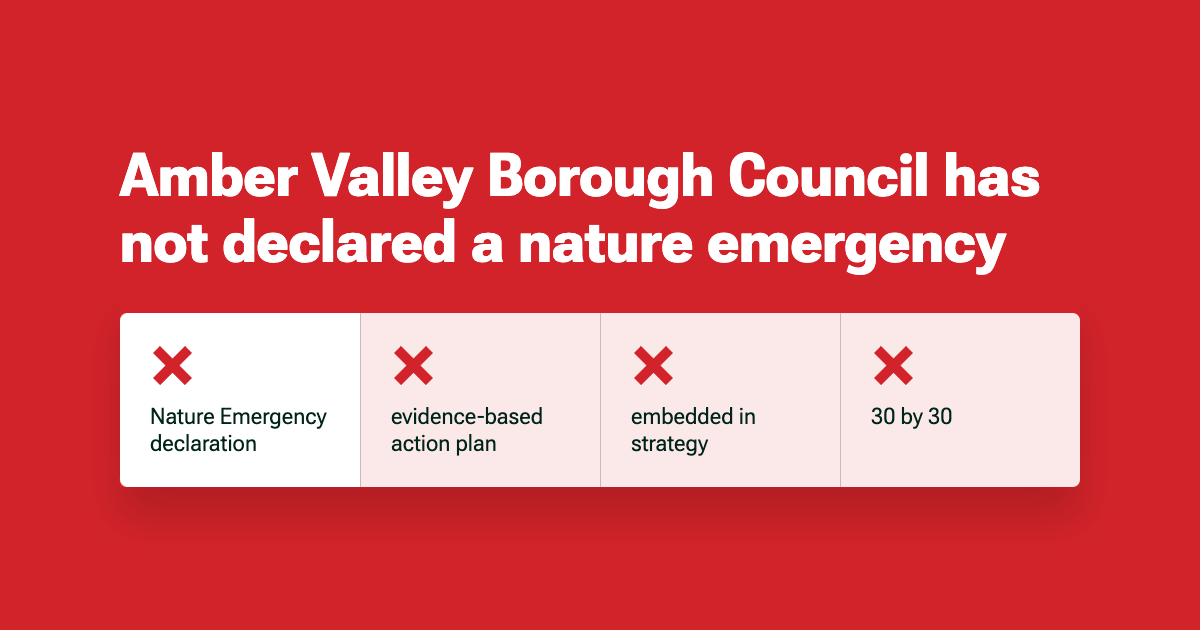 Amber Valley Borough Council has
not declared a nature emergency
Nature Emergency
declaration
evidence-based
action plan
embedded in
strategy
30 by 30